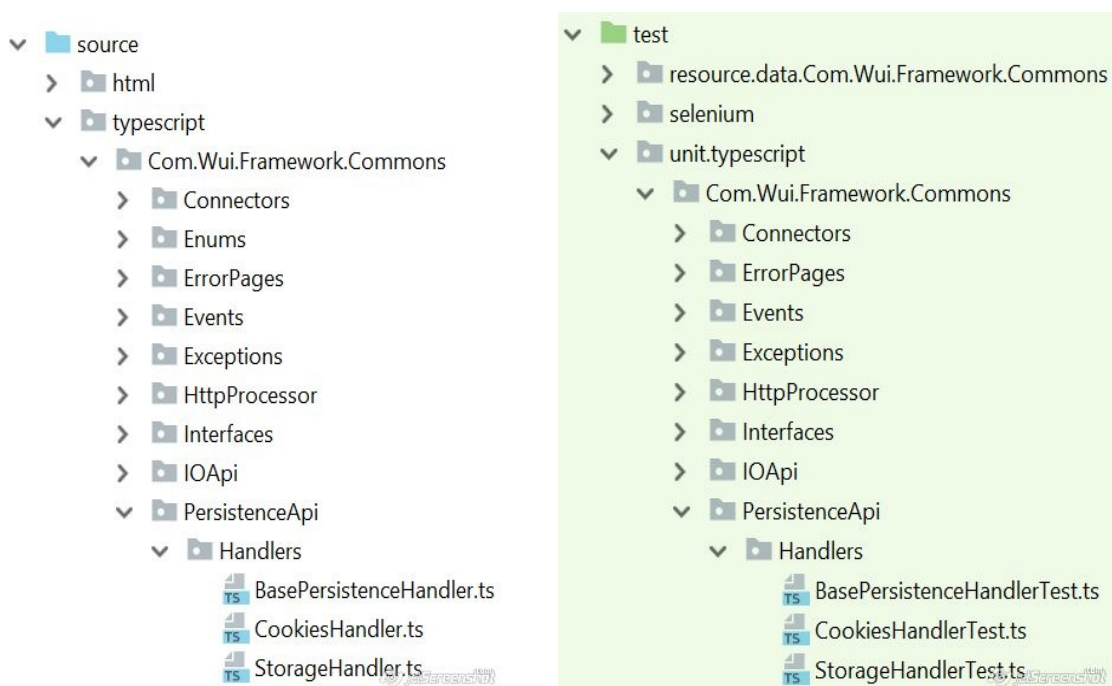 source
html
typescript
Com.Wui.Framework.Commons
Connectors
Enums
ErrorPages
Events
Exceptions
HttpProcessor
Interfaces
IOApi
PersistenceApi
Handlers
BasePersistenceHandler.ts
TS
CookiesHandler.ts
TS
StorageHandler.ts
TS
test
resource.data.Com.Wui.Framework.Commons
selenium
unit.typescript
Com.Wui.Framework.Commons
Connectors
ErrorPages
Events
Exceptions
HttpProcessor
Interfaces
IOApi
PersistenceApi
Handlers
BasePersistenceHandlerTest.ts
TS
CookiesHandlerTest.ts
TS
StorageHandlerTest.ts
TS